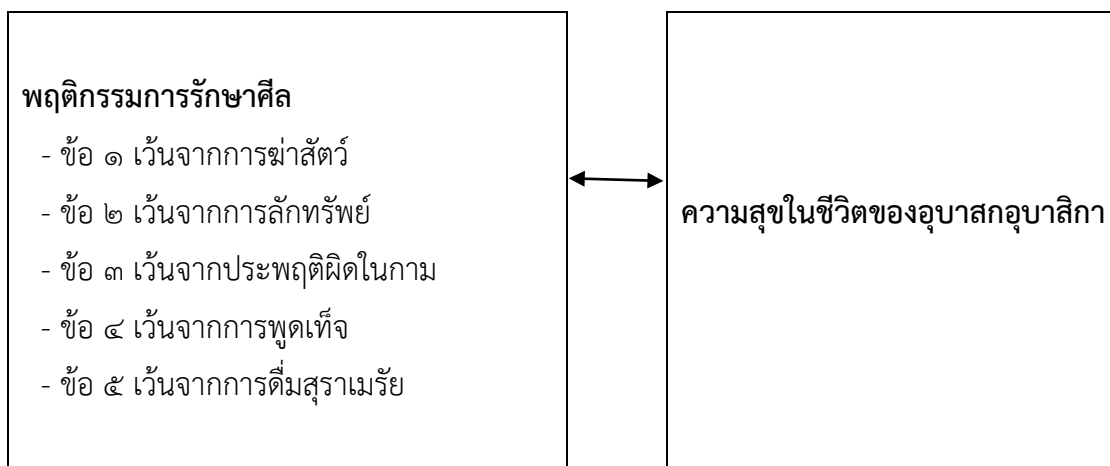 พฤติกรรมการรักษาศีล
- ข้อ ๑ เว้นจากการฆ่าสัตว์
- ข้อ ๒ เว้นจากการลักทรัพย์
- ข้อ ๓ เว้นจากประพฤติผิดในกาม
- ข้อ ๔ เว้นจากการพูดเท็จ
- ข้อ ๕ เว้นจากการดื่มสุราเมรัย
ความสุขในชีวิตของอุบาสกอุบาสิกา